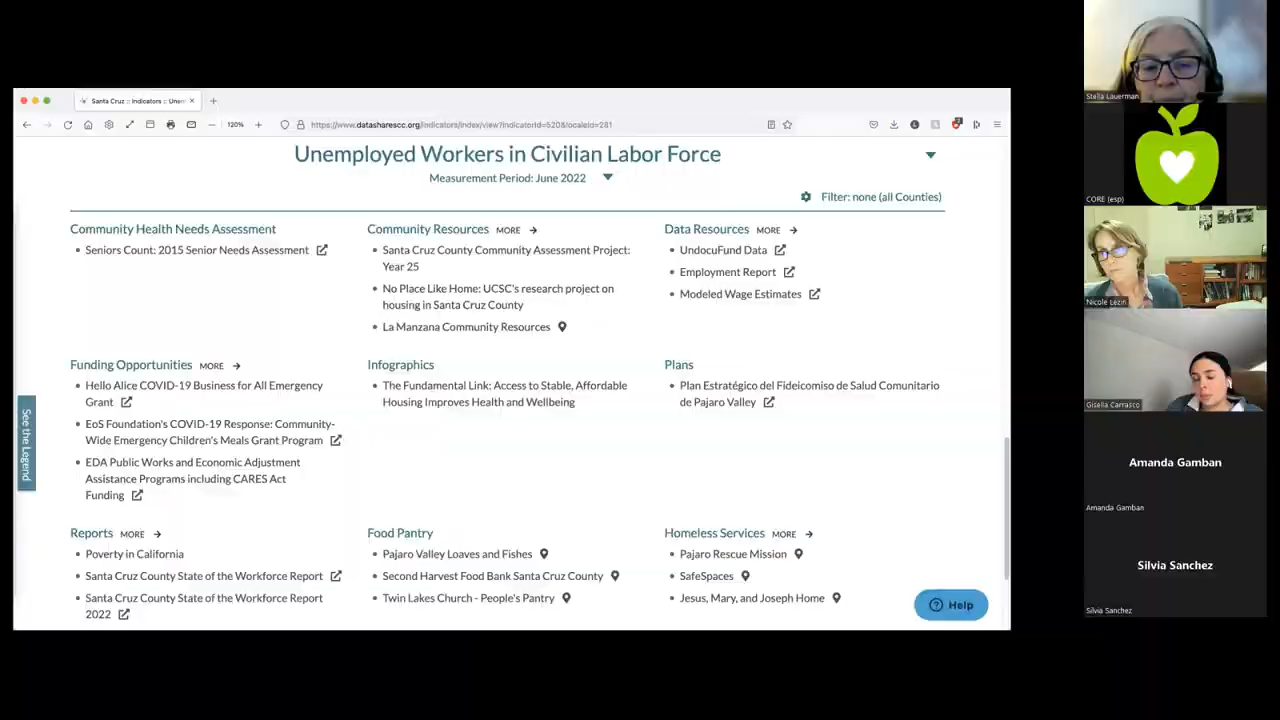 Santa Cruz :: Indicators :: Unem
120%
https://www.datasharescc.org/indicators/index/view?indicatorId=520&localeId=281
Unemployed Workers in Civilian Labor Force
Measurement Period: June 2022
Filter: none (all Counties)
Community Health Needs Assessment
Seniors Count: 2015 Senior Needs Assessment
Community Resources MORE
Santa Cruz County Community Assessment Project:
Year 25
No Place Like Home: UCSC's research project on
housing in Santa Cruz County
La Manzana Community Resources
Data Resources MORE
UndocuFund Data
Employment Report
Modeled Wage Estimates
Funding Opportunities MORE
Hello Alice COVID-19 Business for All Emergency
Grant
EoS Foundation's COVID-19 Response: Community-
Wide Emergency Children's Meals Grant Program
EDA Public Works and Economic Adjustment
Assistance Programs including CARES Act
Funding
Infographics
The Fundamental Link: Access to Stable, Affordable
Housing Improves Health and Wellbeing
Plans
Plan Estratégico del Fideicomiso de Salud Comunitario
de Pajaro Valley
Reports MORE
Poverty in California
Santa Cruz County State of the Workforce Report
Santa Cruz County State of the Workforce Report
2022
Food Pantry
Pajaro Valley Loaves and Fishes
Second Harvest Food Bank Santa Cruz County
Twin Lakes Church - People's Pantry
Homeless Services MORE
Pajaro Rescue Mission
SafeSpaces
Jesus, Mary, and Joseph Home
See the Legend
Help
Stella Lauerman
CORE (esp)
Nicole Lezin
Gisella Carrasco
Amanda Gamban
Amanda Gamban
Silvia Sanchez
Silvia Sanchez